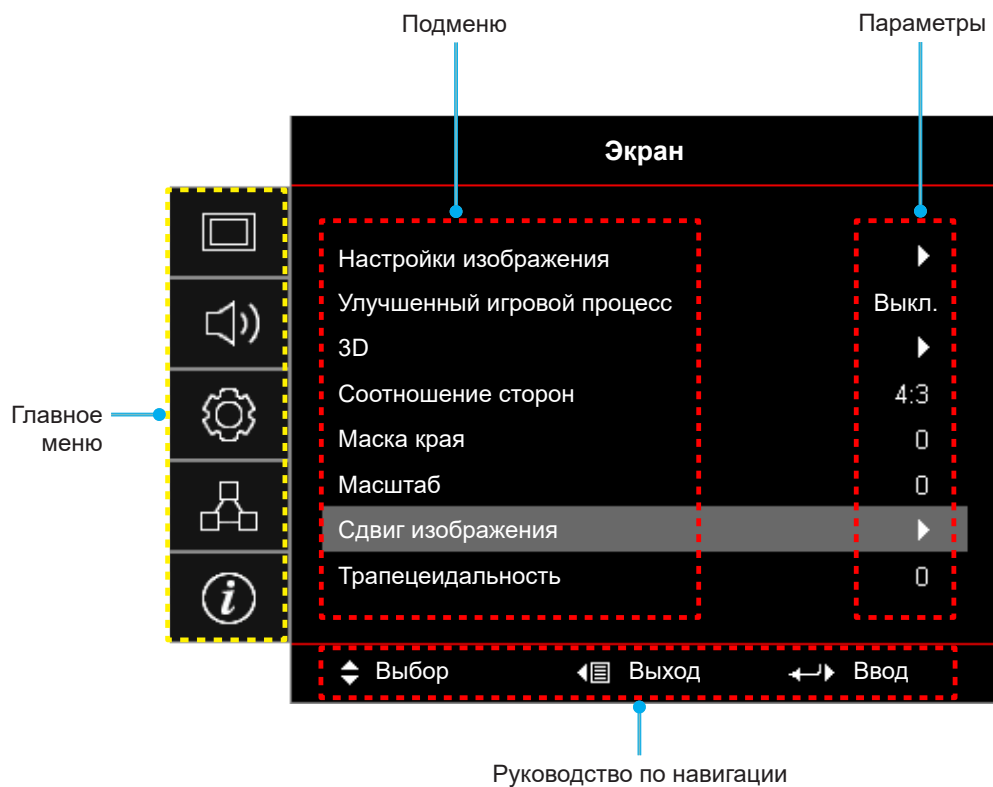 Подменю
Параметры
Экран
Настройки изображения
Улучшенный игровой процесс Выкл.
3D
Соотношение сторон 4:3
Маска края 0
Масштаб 0
Сдвиг изображения
Трапецеидальность 0
Главное
меню
i
Выбор Выход Ввод
Руководство по навигации